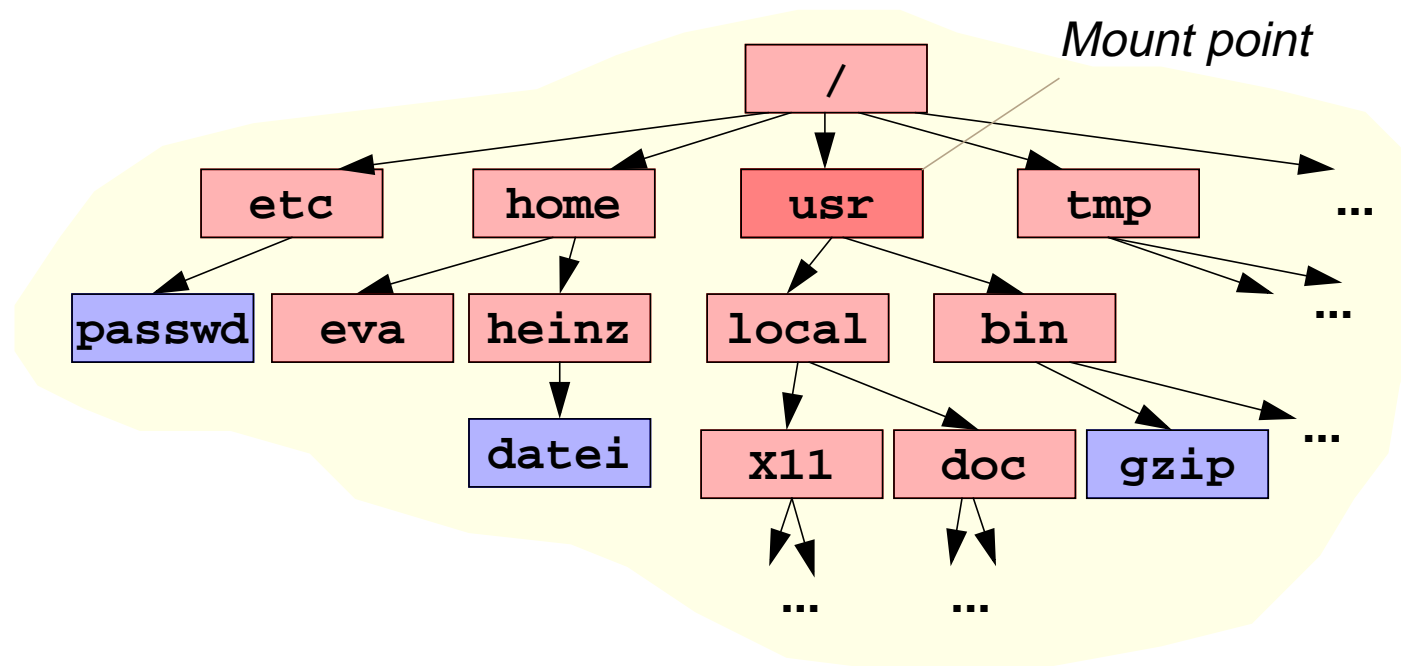 Mount point
/
etc home usr tmp ...
passwd eva heinz local bin ...
datei X11 doc gzip ...
... ...